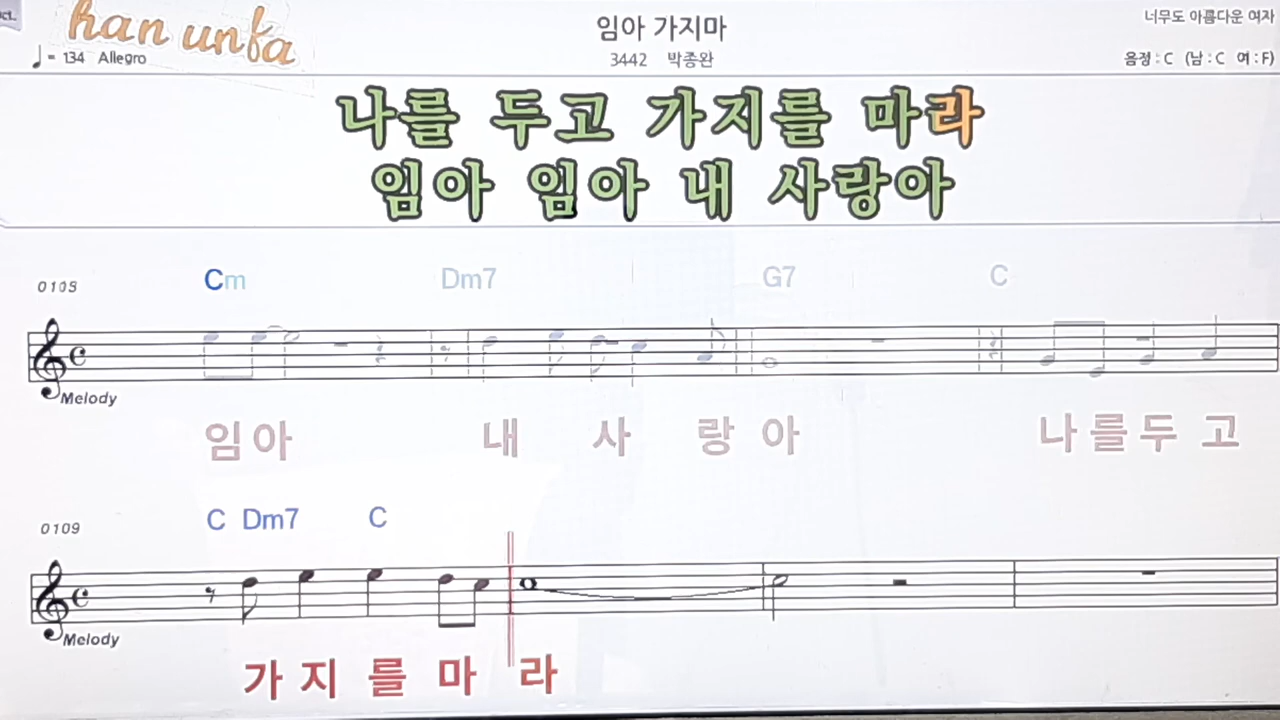 ct.
han unfa
♩ = 134 Allegro
임아 가지마
3442 박종완
너무도 아름다운 여자
음정 : C (남 : C 여 : F)
나를 두고 가지를 마라
임아 임아 내 사랑아
0105
Cm Dm7 G7 C
Melody
임아 내 사 랑 아 나를두 고
0109
C Dm7 C
Melody
가 지 를 마 라